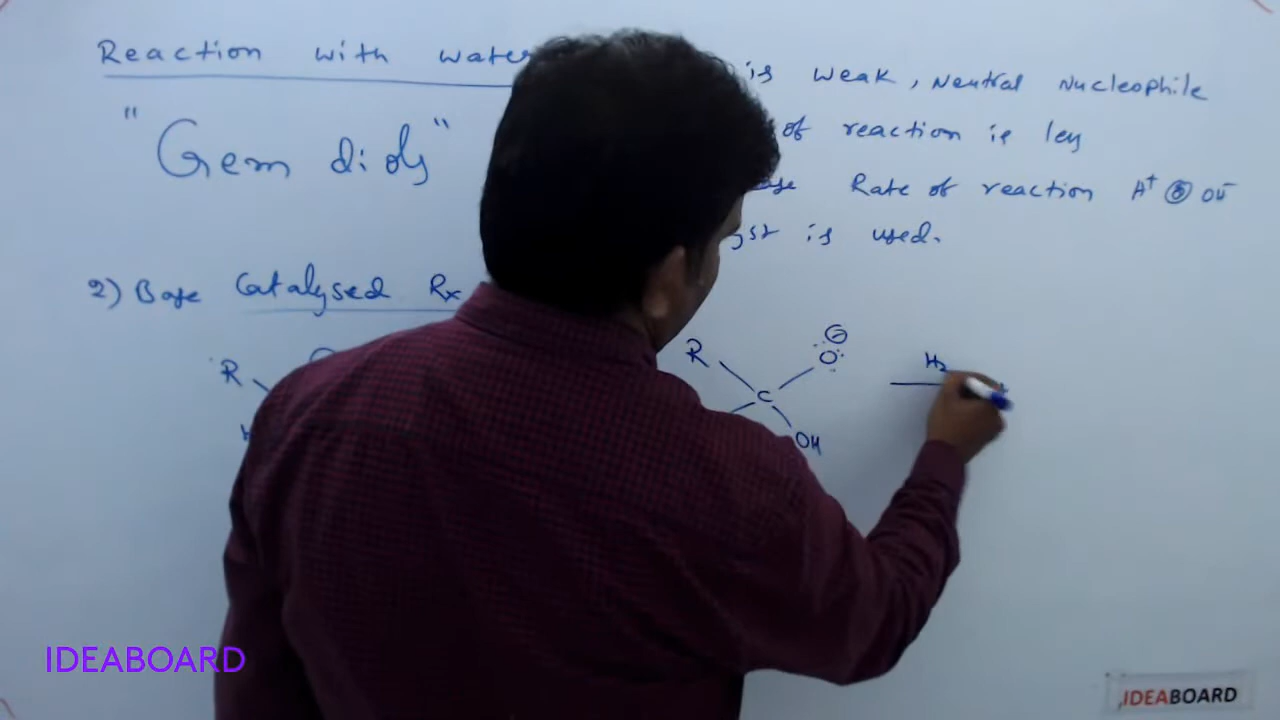 Reaction with water
is weak, Neutral Nucleophile
"Gem diols"
of reaction is less
Rate of reaction H⁺ or OH⁻
is used.
2) Base Catalysed Rx
R
R
O
⊖
C
OH
H₂
IDEABOARD
IDEABOARD